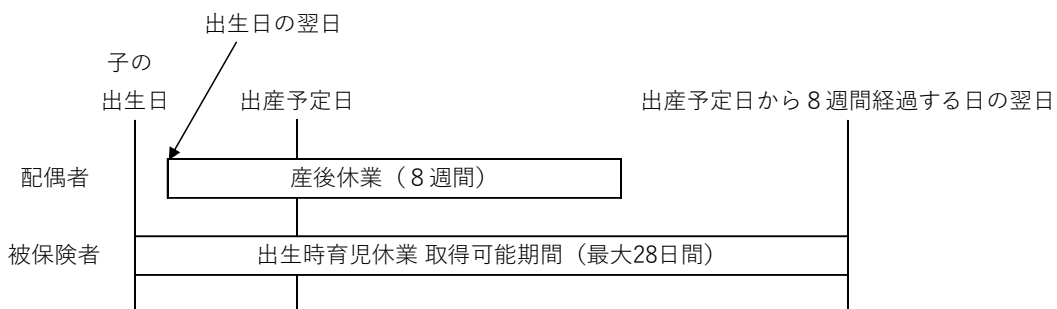 出生日の翌日
子の
出生日
出産予定日
出産予定日から８週間経過する日の翌日
配偶者
産後休業（８週間）
被保険者
出生時育児休業 取得可能期間（最大28日間）